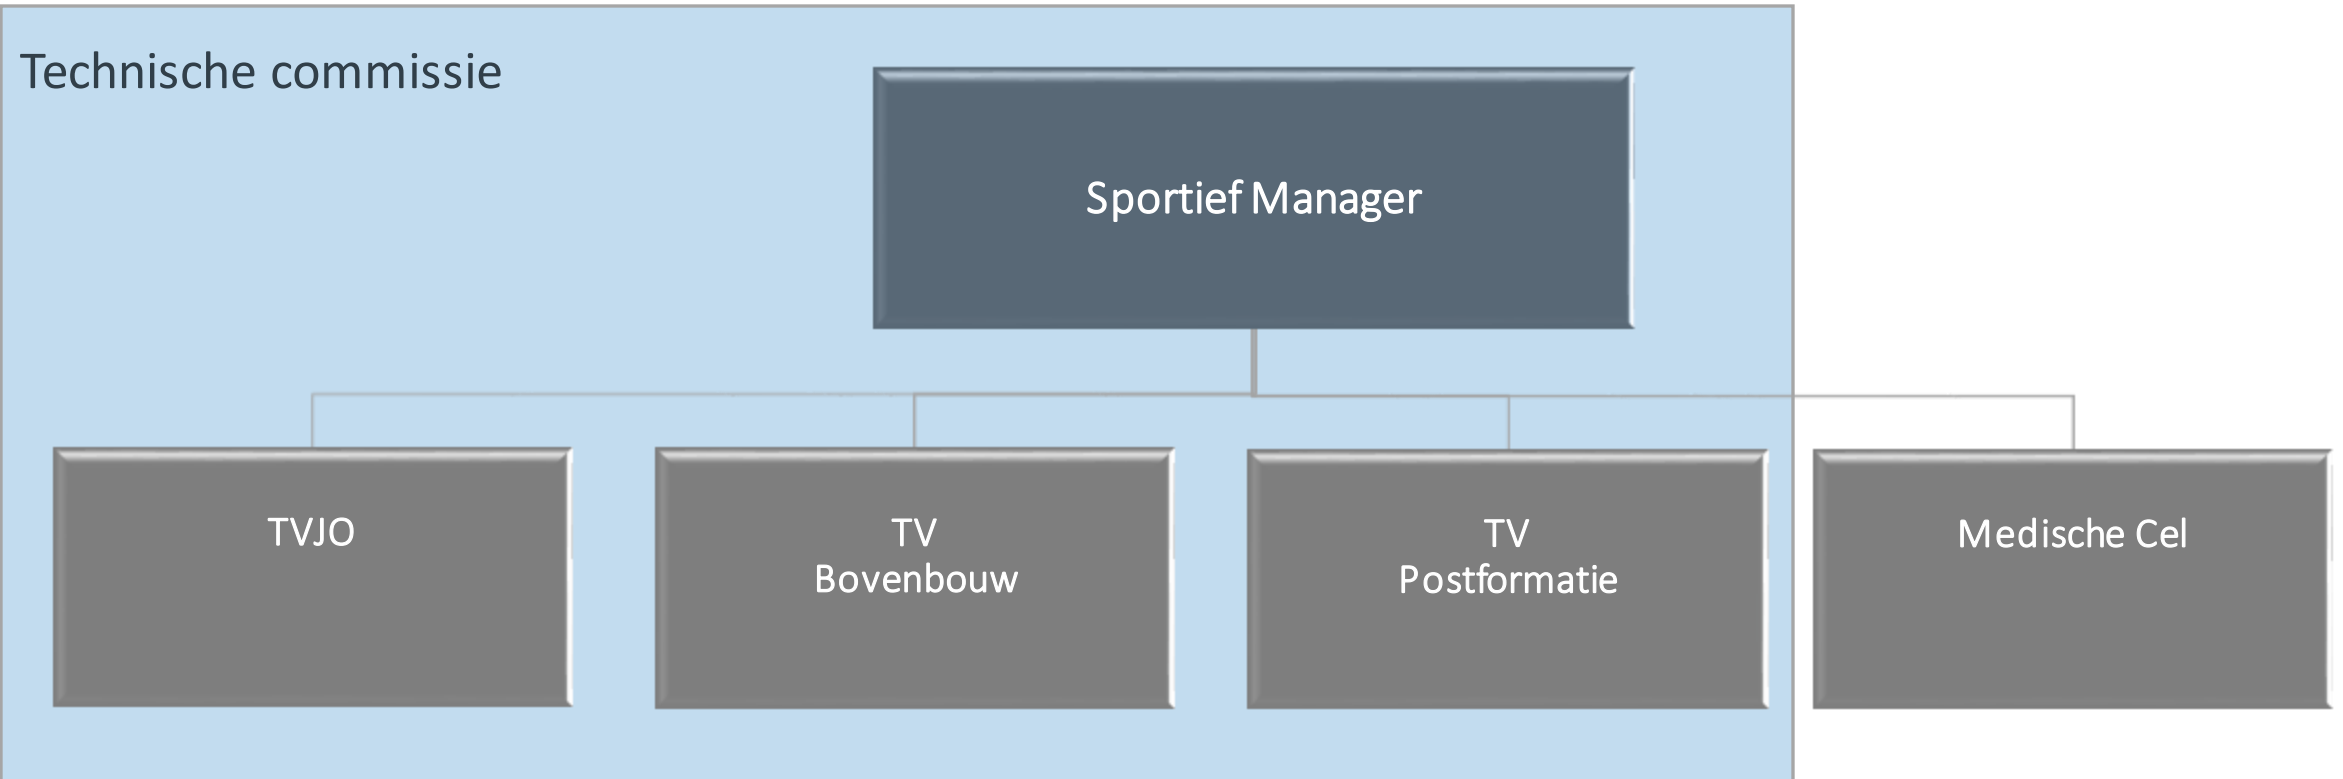 Technische commissie
Sportief Manager
TVJO
TV
Bovenbouw
TV
Postformatie
Medische Cel